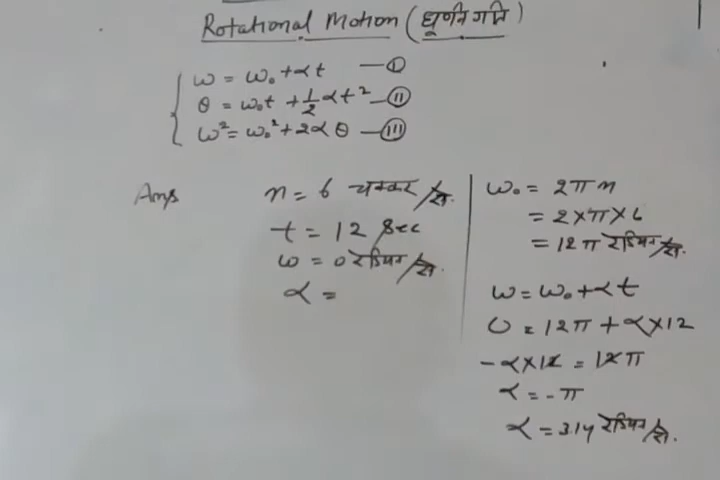 Rotational Motion (घूर्णन गति)
ω = ω₀ + αt —Ⓘ
θ = ω₀t + ½αt² —Ⓘ︎Ⓘ
ω² = ω₀² + 2αθ —(III)
Ans n = 6 चक्कर/से.
t = 12 Sec
ω = 0 रेडियन/से.
α =
ω₀ = 2πn
= 2×π×6
= 12π रेडियन/से.
ω = ω₀ + αt
0 = 12π + α×12
-α×12 = 12π
α = -π
α = 3.14 रेडियन/से.